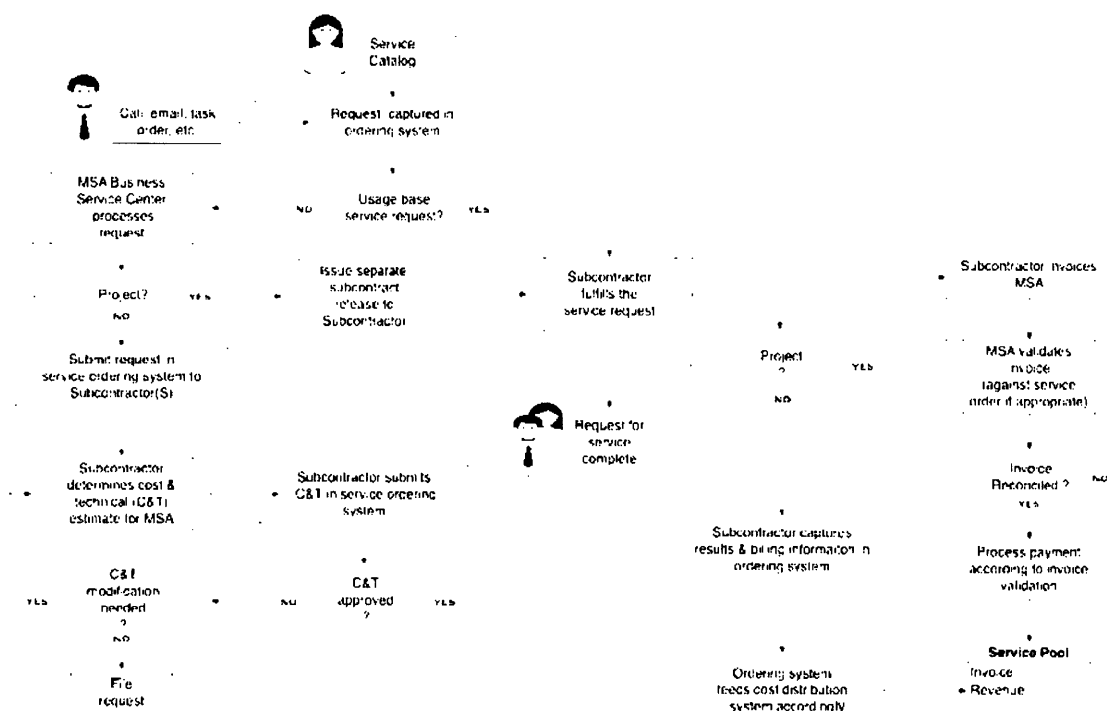 Service
Catalog
Call, email, task
order, etc
Request captured in
ordering system
MSA Business
Service Center
processes
request
NO
Usage base
service request?
YES
Project?
YES
NO
Issue separate
subcontract
release to
Subcontractor
Subcontractor
fulfills the
service request
Subcontractor invoices
MSA
Submit request in
service ordering system to
Subcontractor(S)
Project
?
YES
NO
MSA validates
invoice
(against service
order if appropriate)
Request for
service
complete
Subcontractor
determines cost &
technical (C&T)
estimate for MSA
Subcontractor submits
C&T in service ordering
system
Invoice
Reconciled ?
NO
YES
Subcontractor captures
results & billing informaiton in
ordering system
Process payment
according to invoice
validation
YES
C&T
modification
needed
?
NO
NO
C&T
approved
?
YES
File
request
Ordering system
feeds cost distribution
system accordingly
Service Pool
Invoice
Revenue